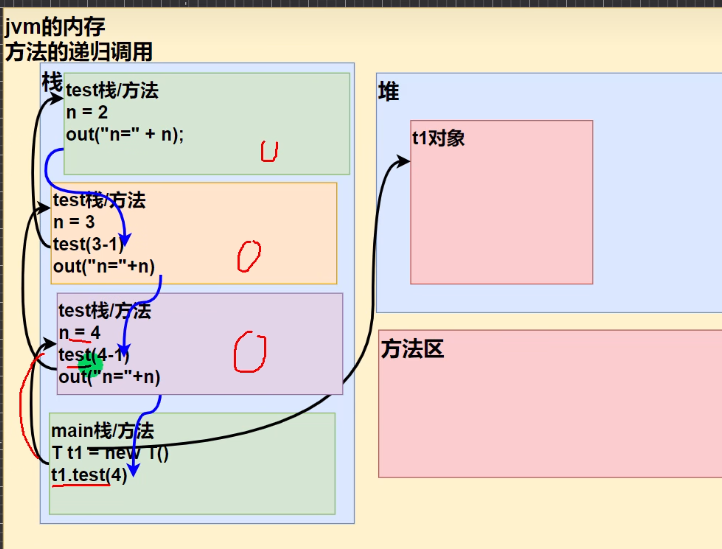 jvm的内存
方法的递归调用
栈
test栈/方法
n = 2
out("n=" + n);
test栈/方法
n = 3
test(3-1)
out("n="+n)
test栈/方法
n = 4
test(4-1)
out("n="+n)
main栈/方法
T t1 = new T()
t1.test(4)
堆
t1对象
方法区